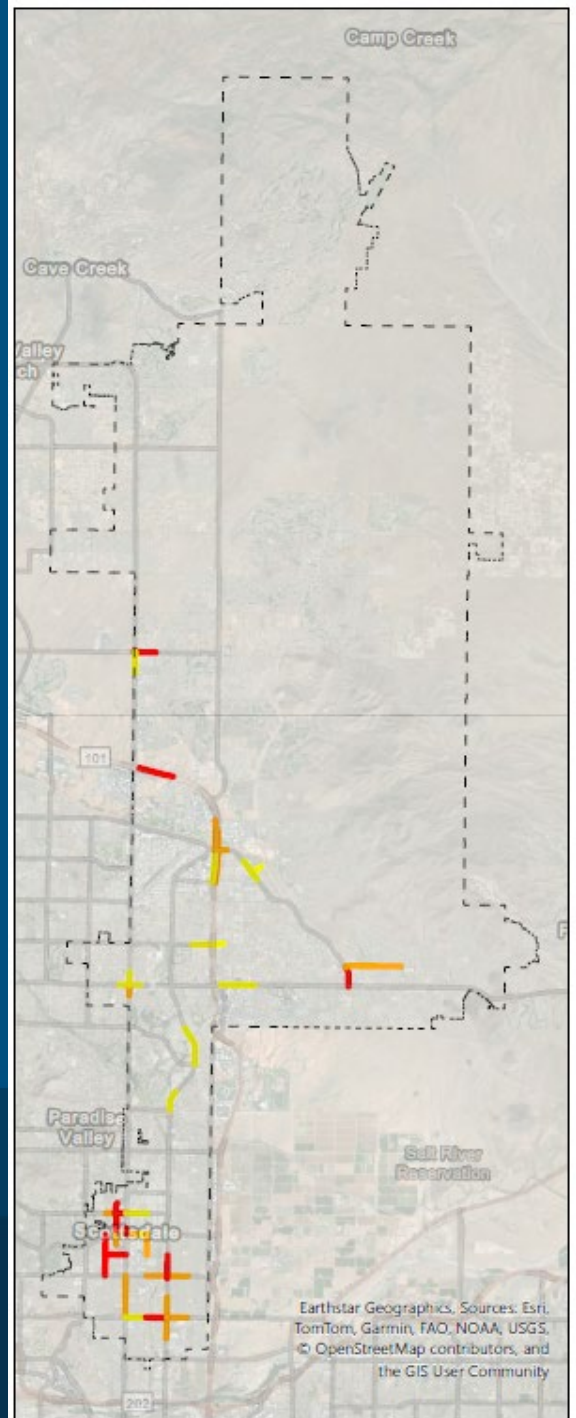 Camp Creek
Cave Creek
Valley
ch
101
F
Paradise
Valley
Salt River
Reservation
Scottsdale
Earthstar Geographics, Sources: Esri,
TomTom, Garmin, FAO, NOAA, USGS,
© OpenStreetMap contributors, and
the GIS User Community
202